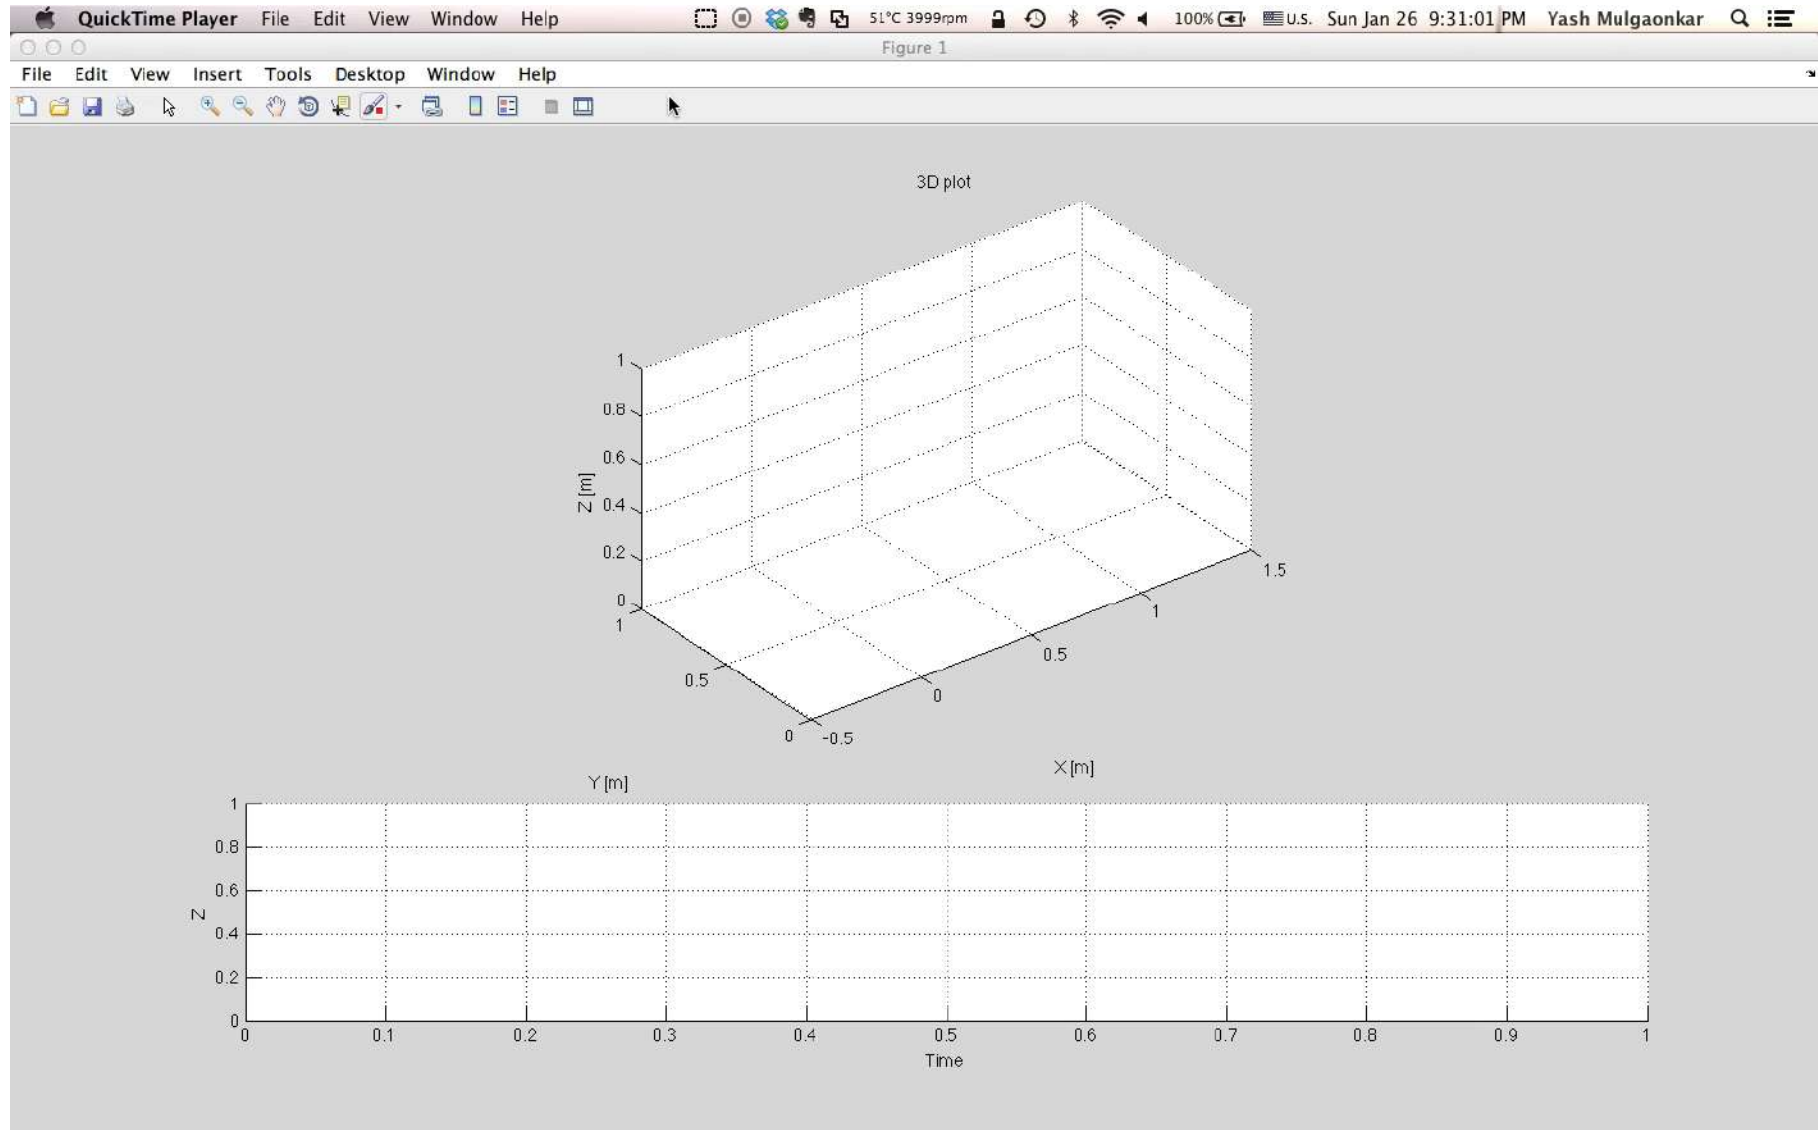 QuickTime Player File Edit View Window Help 51°C 3999rpm 100% U.S. Sun Jan 26 9:31:01 PM Yash Mulgaonkar
Figure 1
File Edit View Insert Tools Desktop Window Help
3D plot
1
0.8
0.6
Z [m]
0.4
0.2
0
1
0.5
0
-0.5
0
0.5
1
1.5
X [m]
Y [m]
1
0.8
0.6
Z
0.4
0.2
0
0 0.1 0.2 0.3 0.4 0.5 0.6 0.7 0.8 0.9 1
Time